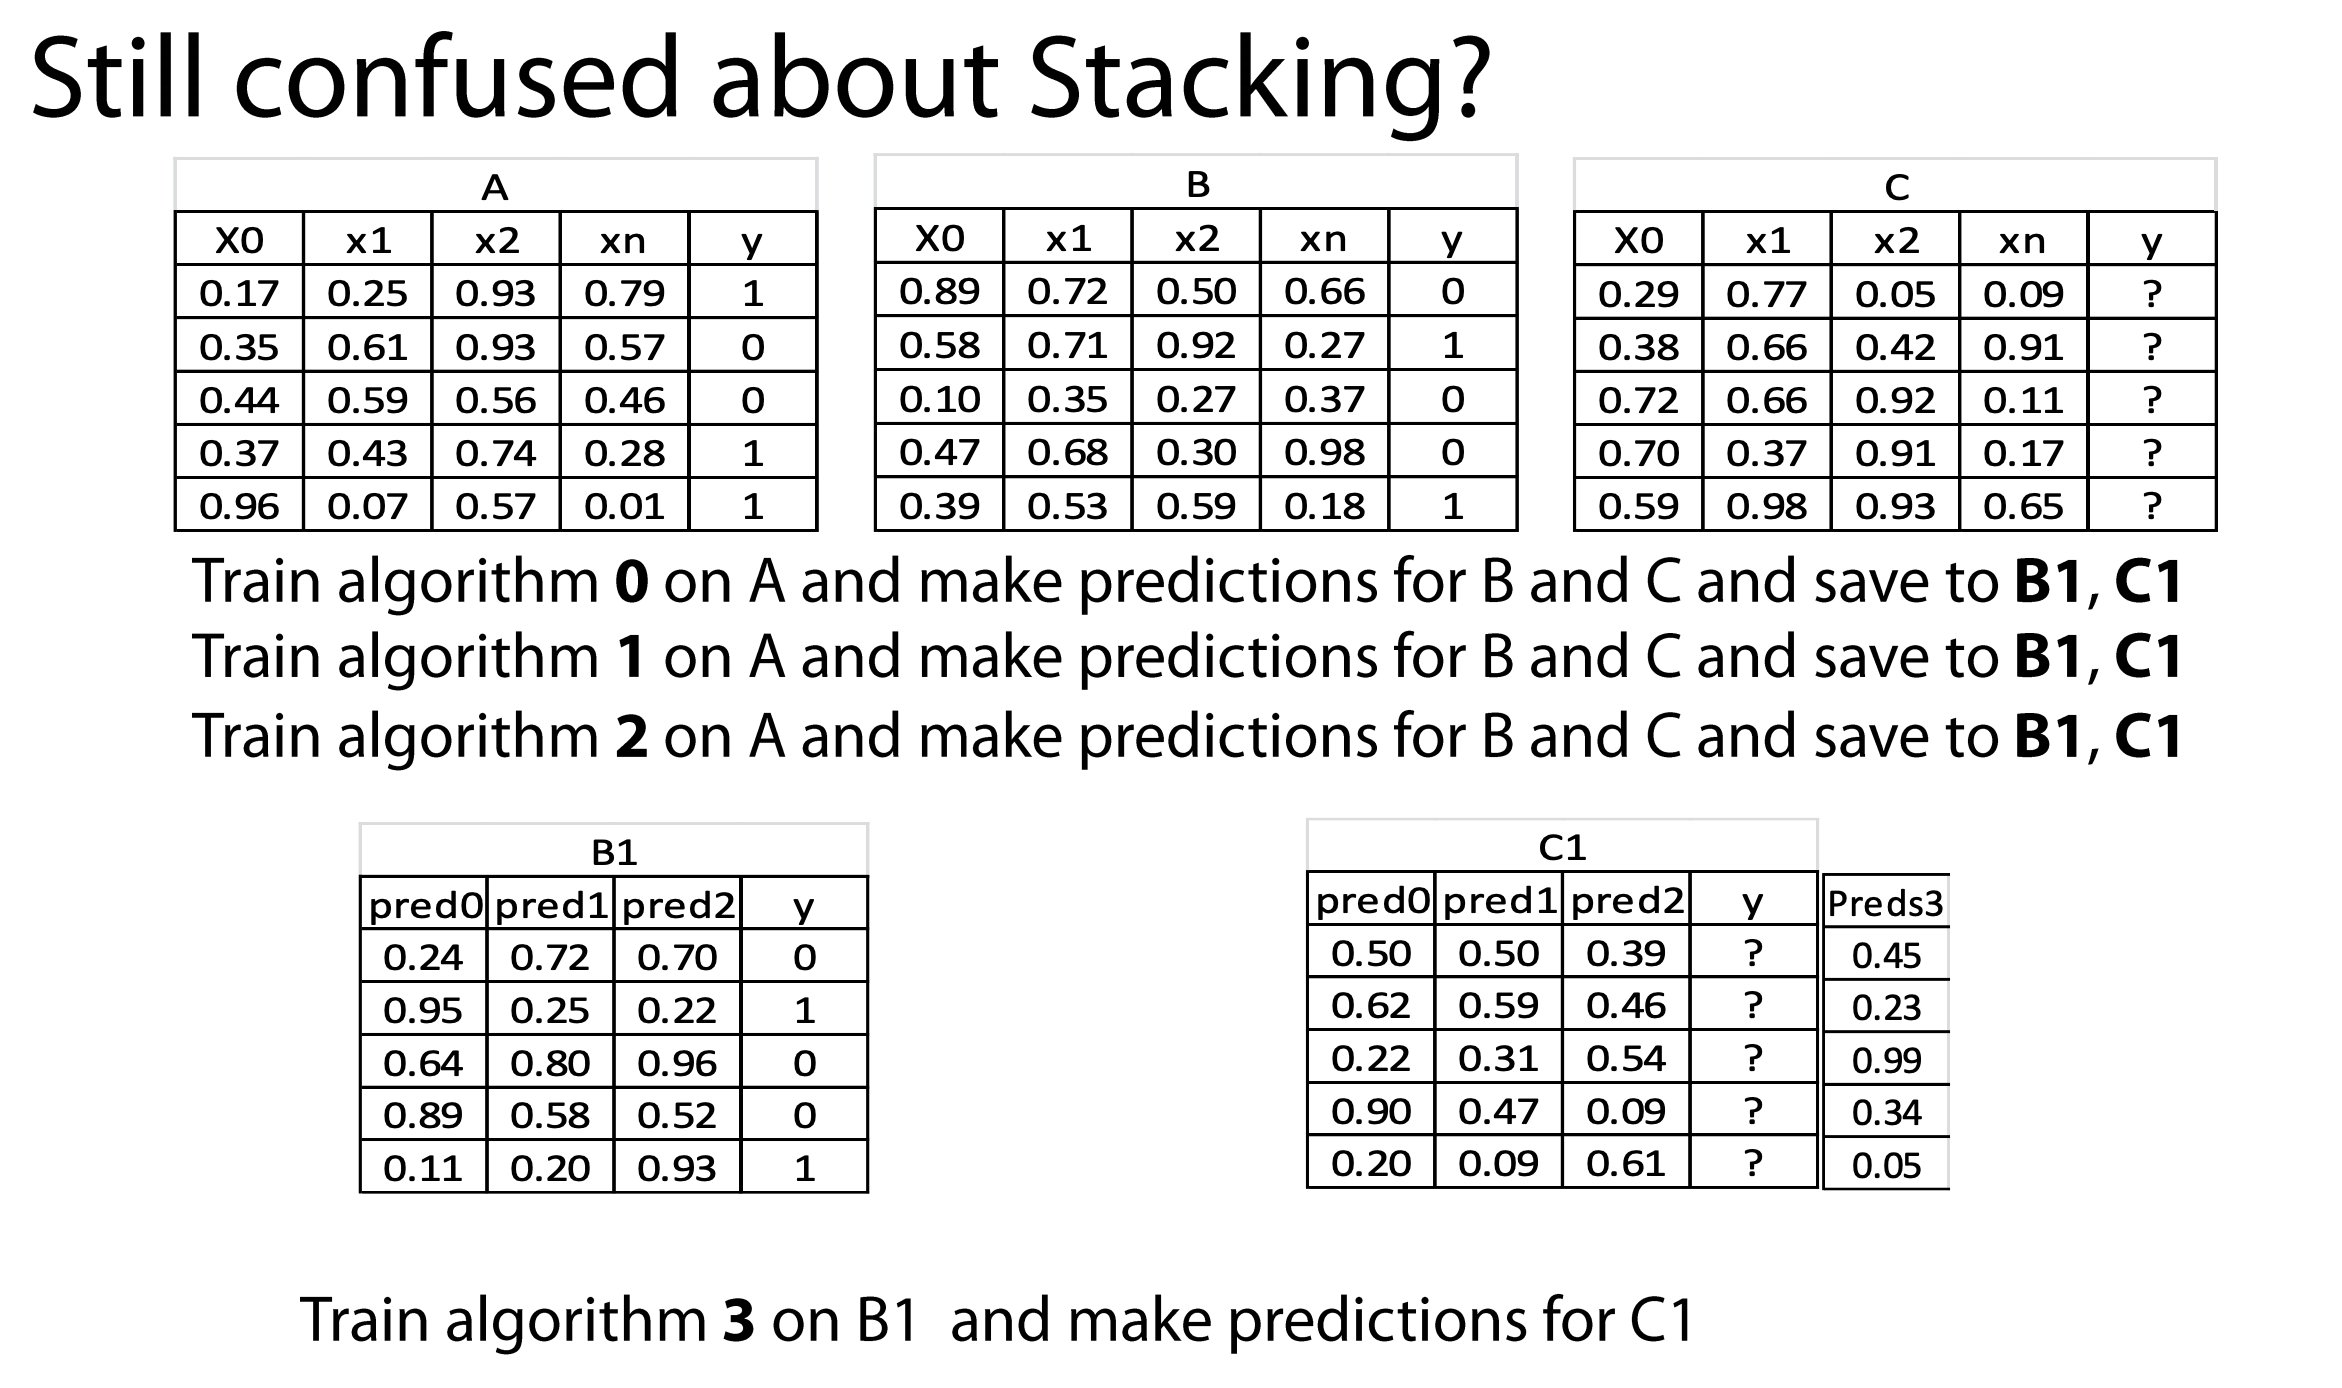 Still confused about Stacking?
A
X0 x1 x2 xn y
0.17 0.25 0.93 0.79 1
0.35 0.61 0.93 0.57 0
0.44 0.59 0.56 0.46 0
0.37 0.43 0.74 0.28 1
0.96 0.07 0.57 0.01 1
B
X0 x1 x2 xn y
0.89 0.72 0.50 0.66 0
0.58 0.71 0.92 0.27 1
0.10 0.35 0.27 0.37 0
0.47 0.68 0.30 0.98 0
0.39 0.53 0.59 0.18 1
C
X0 x1 x2 xn y
0.29 0.77 0.05 0.09 ?
0.38 0.66 0.42 0.91 ?
0.72 0.66 0.92 0.11 ?
0.70 0.37 0.91 0.17 ?
0.59 0.98 0.93 0.65 ?
Train algorithm 0 on A and make predictions for B and C and save to B1, C1
Train algorithm 1 on A and make predictions for B and C and save to B1, C1
Train algorithm 2 on A and make predictions for B and C and save to B1, C1
B1
pred0 pred1 pred2 y
0.24 0.72 0.70 0
0.95 0.25 0.22 1
0.64 0.80 0.96 0
0.89 0.58 0.52 0
0.11 0.20 0.93 1
C1
pred0 pred1 pred2 y Preds3
0.50 0.50 0.39 ? 0.45
0.62 0.59 0.46 ? 0.23
0.22 0.31 0.54 ? 0.99
0.90 0.47 0.09 ? 0.34
0.20 0.09 0.61 ? 0.05
Train algorithm 3 on B1 and make predictions for C1